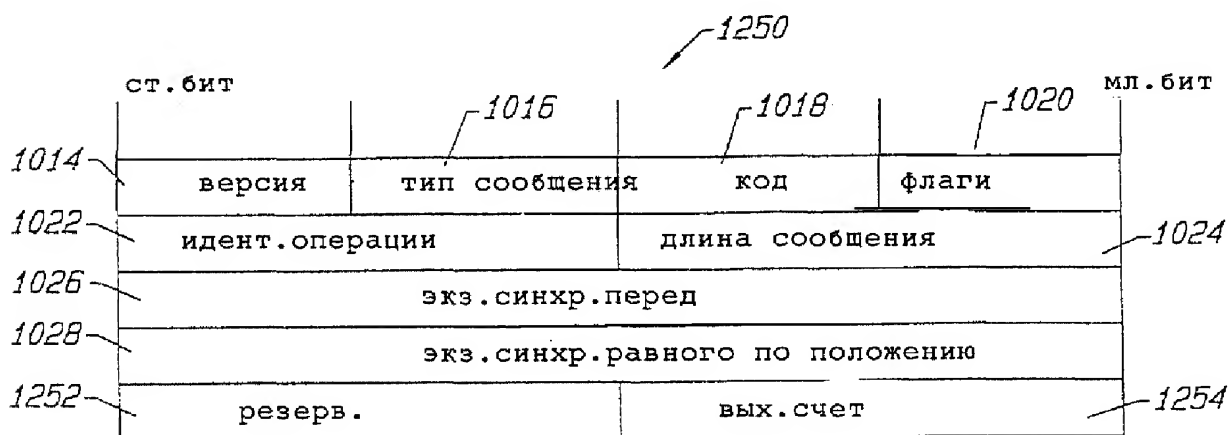 1250
ст.бит мл.бит
1016 1018 1020
1014 версия тип сообщения код флаги
1022 идент.операции длина сообщения 1024
1026 экз.синхр.перед
1028 экз.синхр.равного по положению
1252 резерв. вых.счет 1254